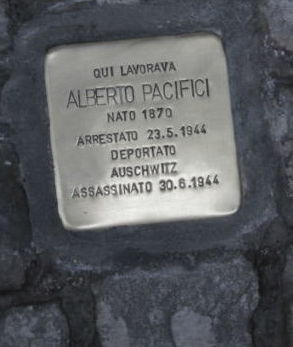 QUI LAVORAVA
ALBERTO PACIFICI
NATO 1870
ARRESTATO 23.5.1944
DEPORTATO
AUSCHWITZ
ASSASSINATO 30.6.1944